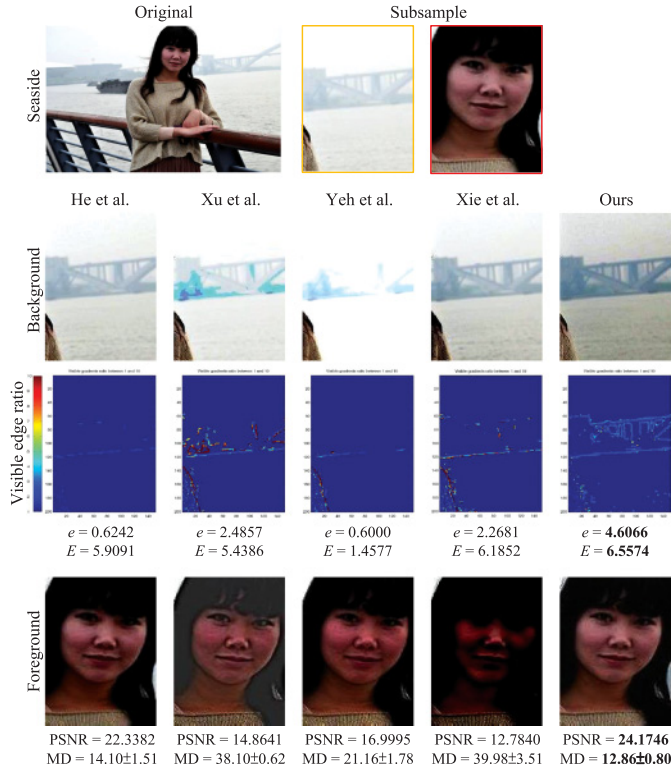 Original Subsample
Seaside
He et al. Xu et al. Yeh et al. Xie et al. Ours
Background
Visible edge ratio
e = 0.6242 e = 2.4857 e = 0.6000 e = 2.2681 e = 4.6066
E = 5.9091 E = 5.4386 E = 1.4577 E = 6.1852 E = 6.5574
Foreground
PSNR = 22.3382 PSNR = 14.8641 PSNR = 16.9995 PSNR = 12.7840 PSNR = 24.1746
MD = 14.10±1.51 MD = 38.10±0.62 MD = 21.16±1.78 MD = 39.98±3.51 MD = 12.86±0.80